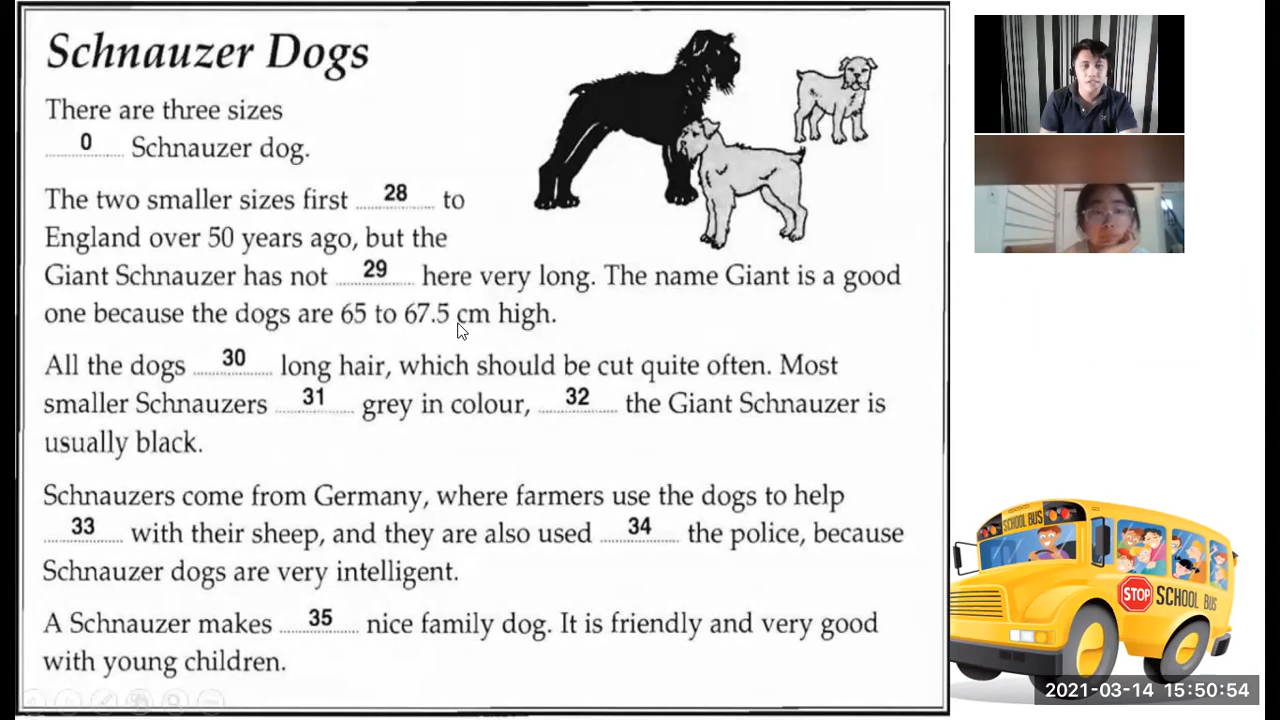 Schnauzer Dogs
There are three sizes
0 Schnauzer dog.
The two smaller sizes first 28 to
England over 50 years ago, but the
Giant Schnauzer has not 29 here very long. The name Giant is a good
one because the dogs are 65 to 67.5 cm high.
All the dogs 30 long hair, which should be cut quite often. Most
smaller Schnauzers 31 grey in colour, 32 the Giant Schnauzer is
usually black.
Schnauzers come from Germany, where farmers use the dogs to help
33 with their sheep, and they are also used 34 the police, because
Schnauzer dogs are very intelligent.
A Schnauzer makes 35 nice family dog. It is friendly and very good
with young children.
SCHOOL BUS
STOP SCHOOL BUS
2021-03-14 15:50:54